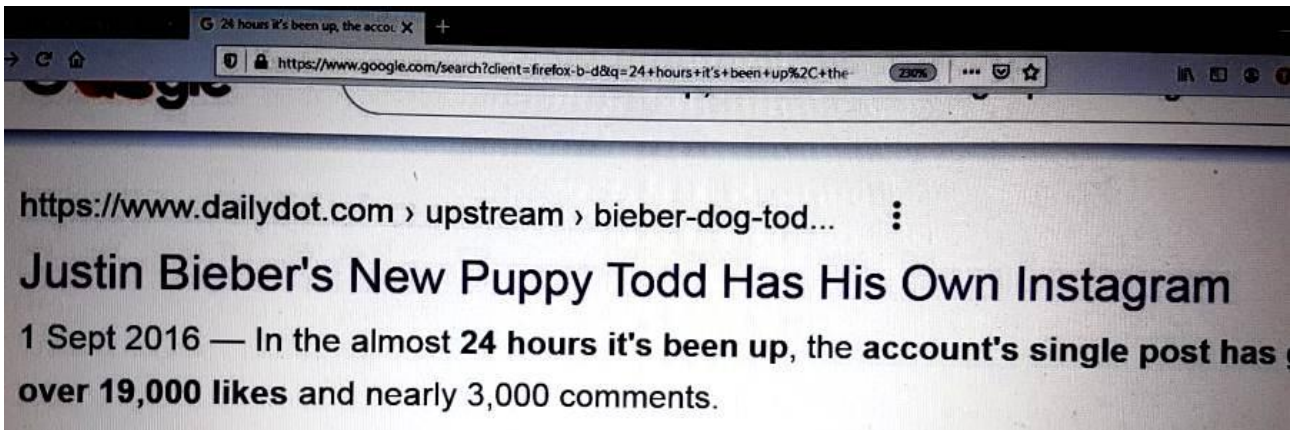 G 24 hours it's been up, the accou
https://www.google.com/search?client=firefox-b-d&q=24+hours+it's+been+up%2C+the-
230%
https://www.dailydot.com › upstream › bieber-dog-tod...
Justin Bieber's New Puppy Todd Has His Own Instagram
1 Sept 2016 — In the almost 24 hours it's been up, the account's single post has
over 19,000 likes and nearly 3,000 comments.